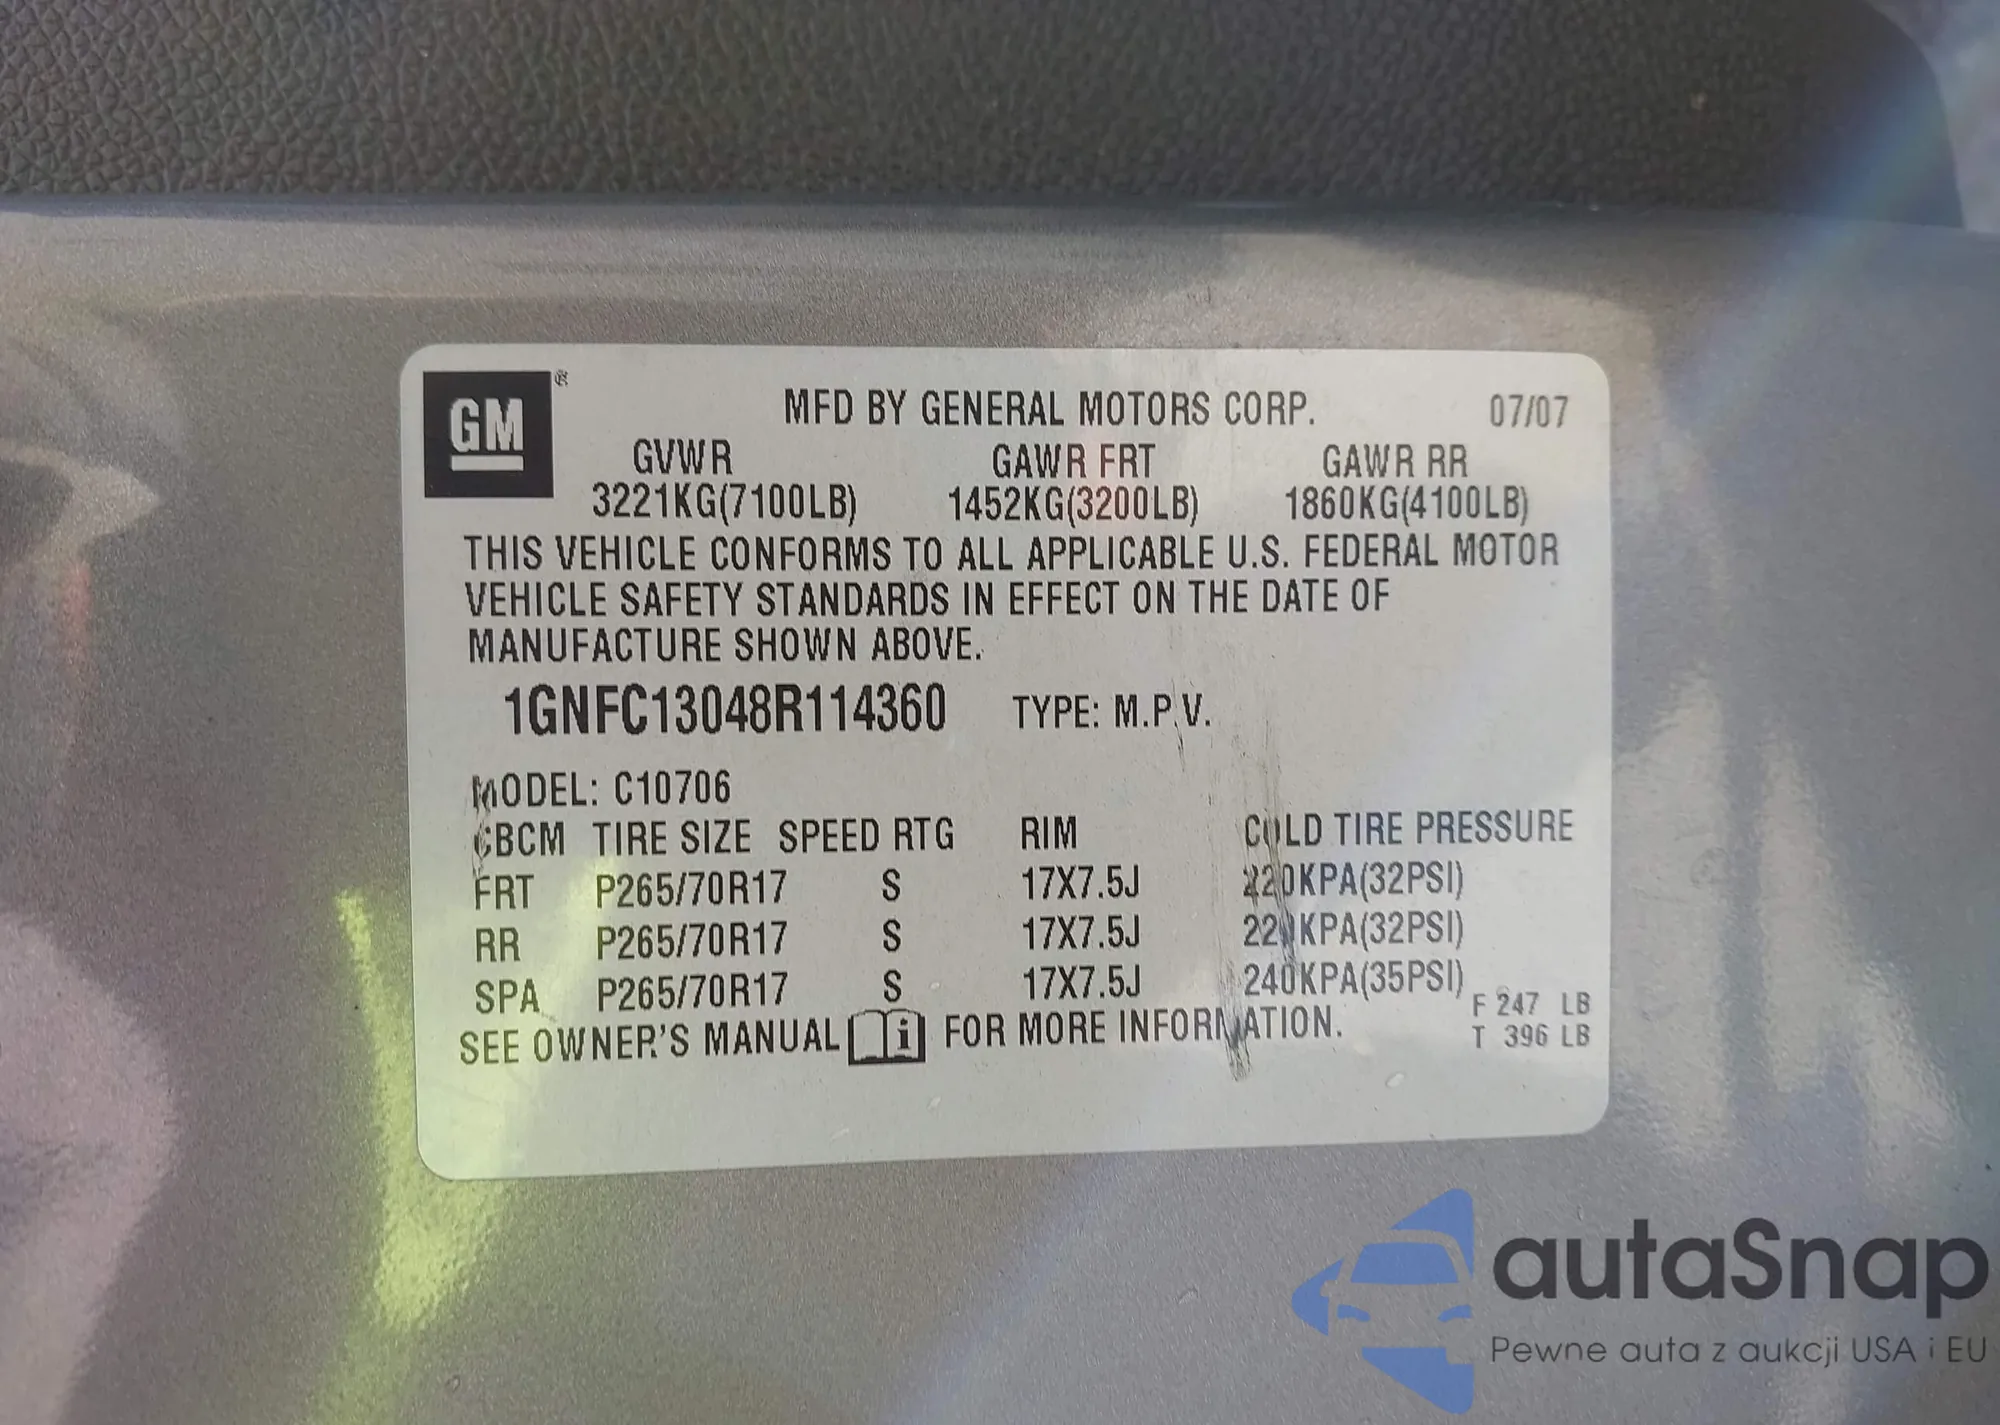 GM ®
MFD BY GENERAL MOTORS CORP. 07/07
GVWR GAWR FRT GAWR RR
3221KG(7100LB) 1452KG(3200LB) 1860KG(4100LB)
THIS VEHICLE CONFORMS TO ALL APPLICABLE U.S. FEDERAL MOTOR
VEHICLE SAFETY STANDARDS IN EFFECT ON THE DATE OF
MANUFACTURE SHOWN ABOVE.
1GNFC13048R114360 TYPE: M.P.V.
MODEL: C10706
CBCM TIRE SIZE SPEED RTG RIM COLD TIRE PRESSURE
FRT P265/70R17 S 17X7.5J 220KPA(32PSI)
RR P265/70R17 S 17X7.5J 220KPA(32PSI)
SPA P265/70R17 S 17X7.5J 240KPA(35PSI)
SEE OWNER'S MANUAL i FOR MORE INFORMATION.
F 247 LB
T 396 LB
autaSnap
Pewne auta z aukcji USA i EU